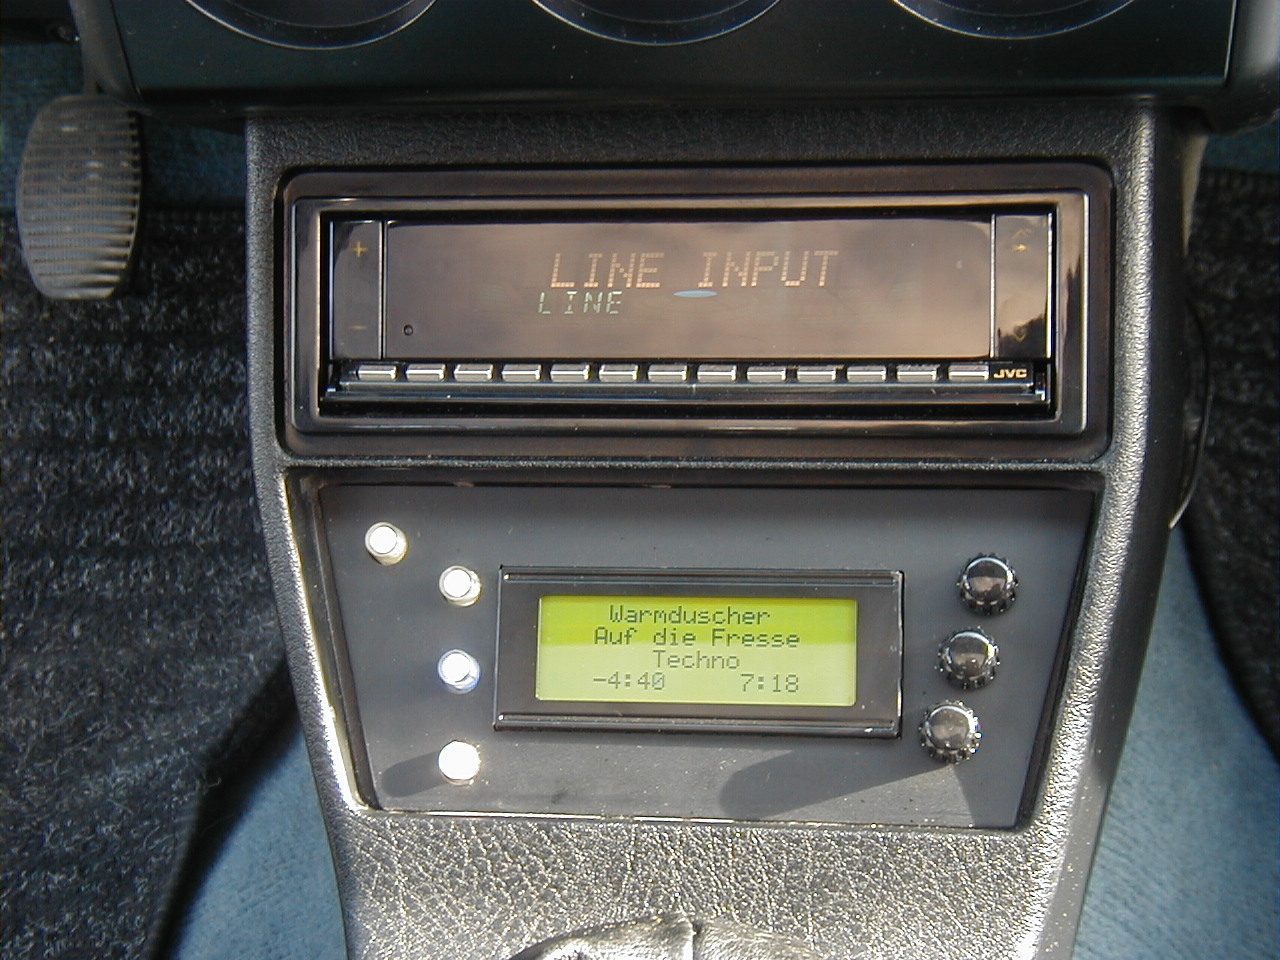 LINE INPUT
LINE
JVC
Warmduscher
Auf die Fresse
Techno
-4:40 7:18